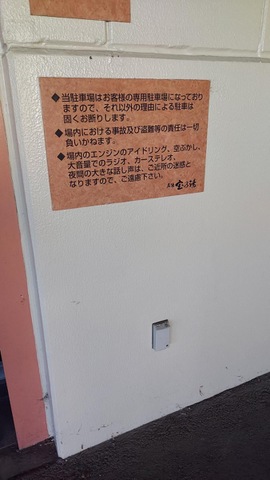 ◆当駐車場はお客様の専用駐車場になっており
ますので、それ以外の理由による駐車は
固くお断りします。
◆場内における事故及び盗難等の責任は一切
負いかねます。
◆場内のエンジンのアイドリング、空ぶかし、
大音量でのラジオ、カーステレオ、
夜間の大きな話し声は、ご近所の迷惑と
なりますので、ご遠慮下さい。